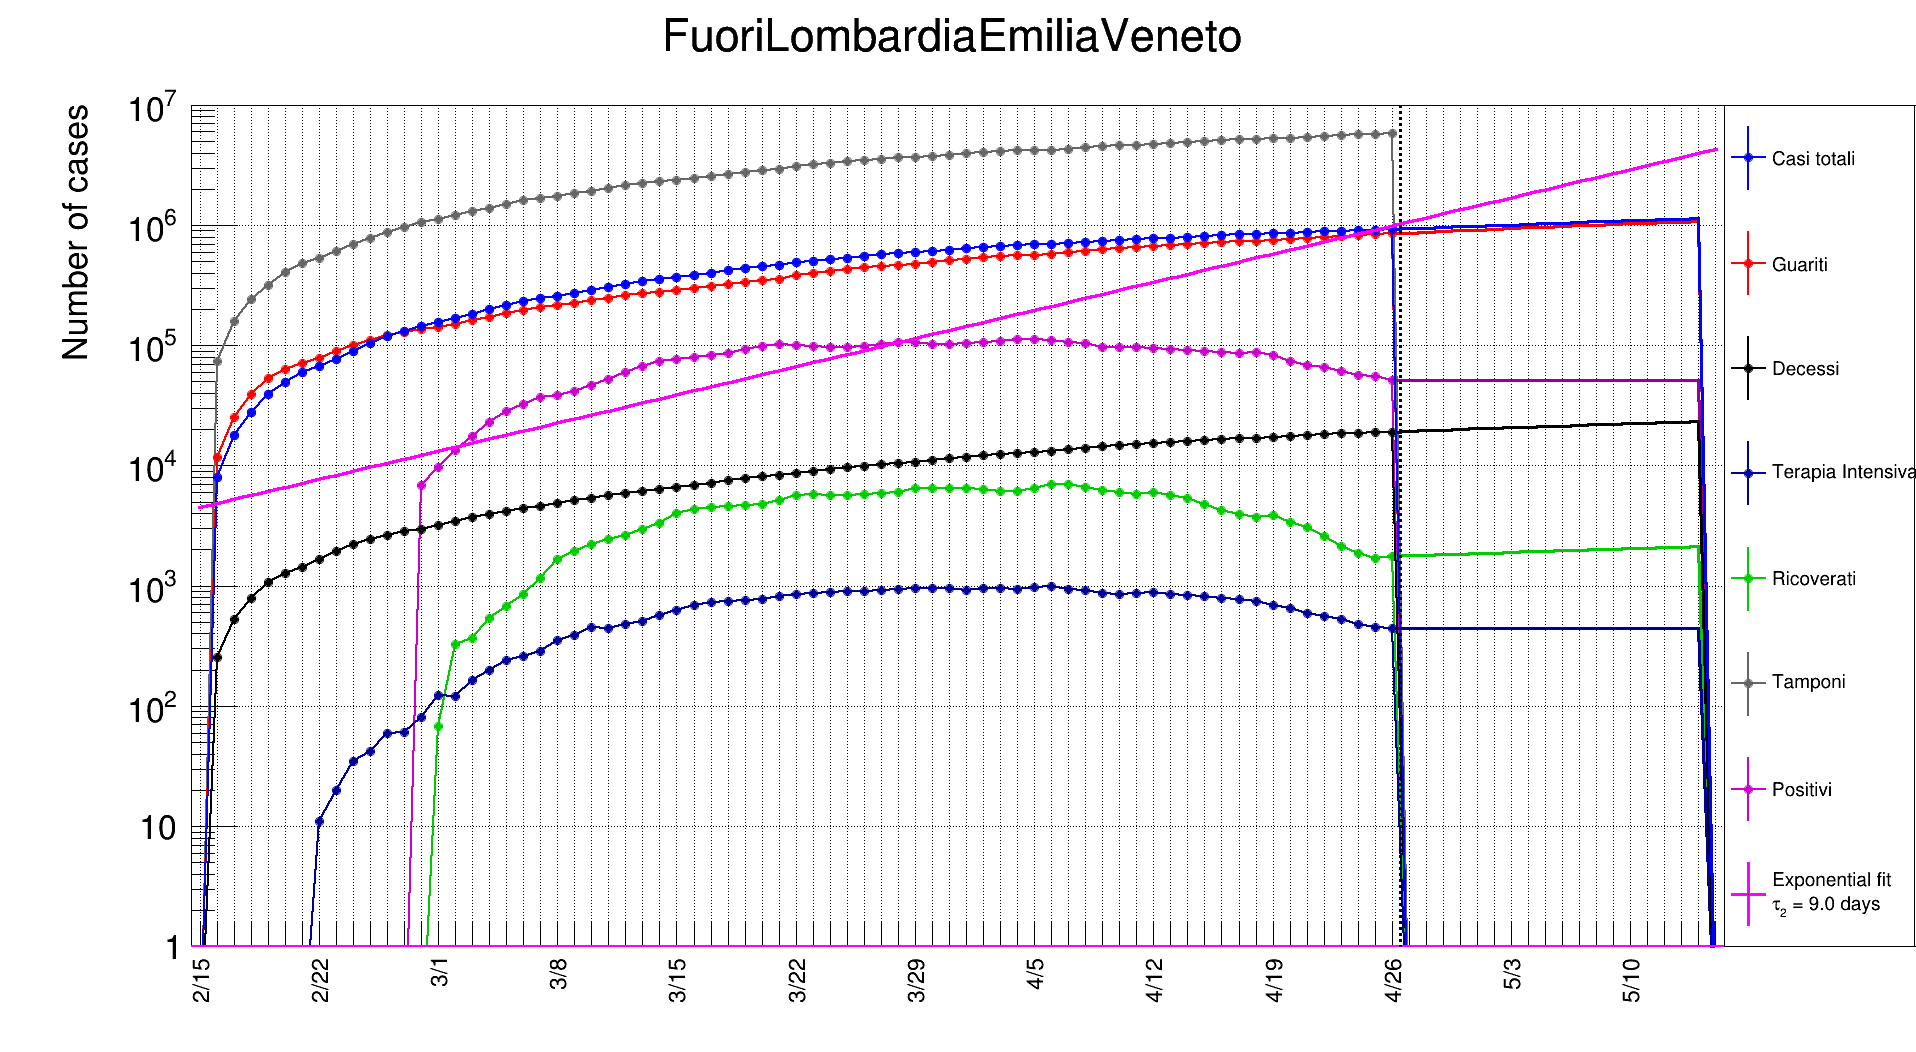 FuoriLombardiaEmiliaVeneto
Number of cases
10^7
10^6
10^5
10^4
10^3
10^2
10
1
2/15 2/22 3/1 3/8 3/15 3/22 3/29 4/5 4/12 4/19 4/26 5/3 5/10
Casi totali
Guariti
Decessi
Terapia Intensiva
Ricoverati
Tamponi
Positivi
Exponential fit
τ₂ = 9.0 days